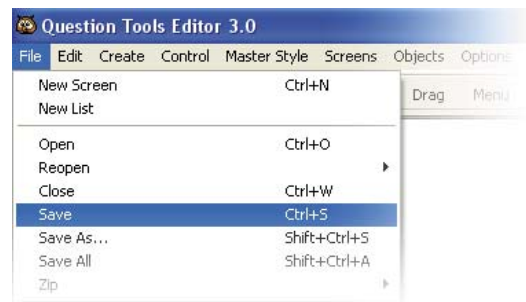 Question Tools Editor 3.0
File Edit Create Control Master Style Screens Objects Options
Drag Menu
New Screen Ctrl+N
New List
Open Ctrl+O
Reopen
Close Ctrl+W
Save Ctrl+S
Save As... Shift+Ctrl+S
Save All Shift+Ctrl+A
Zip